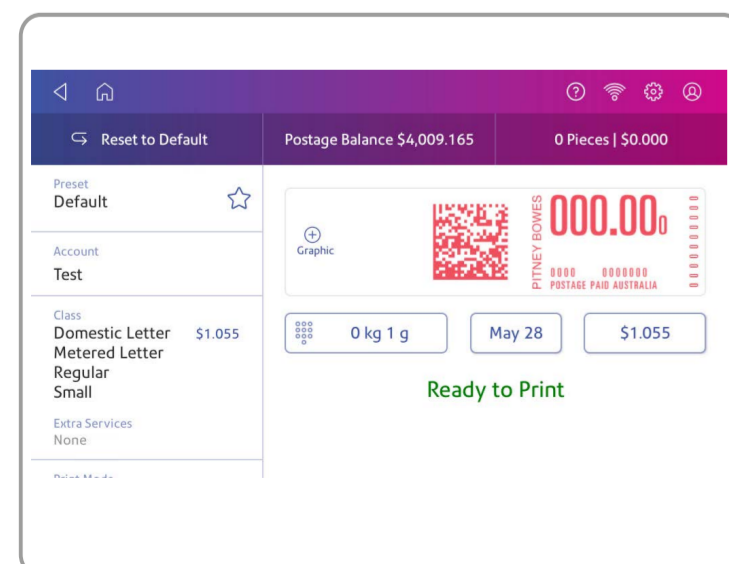 Reset to Default
Postage Balance $4,009.165
0 Pieces | $0.000
Preset
Default
Account
Test
Class
Domestic Letter $1.055
Metered Letter
Regular
Small
Extra Services
None
Print Mode
Graphic
PITNEY BOWES
000.000
0000 0000000
POSTAGE PAID AUSTRALIA
0 kg 1 g
May 28
$1.055
Ready to Print